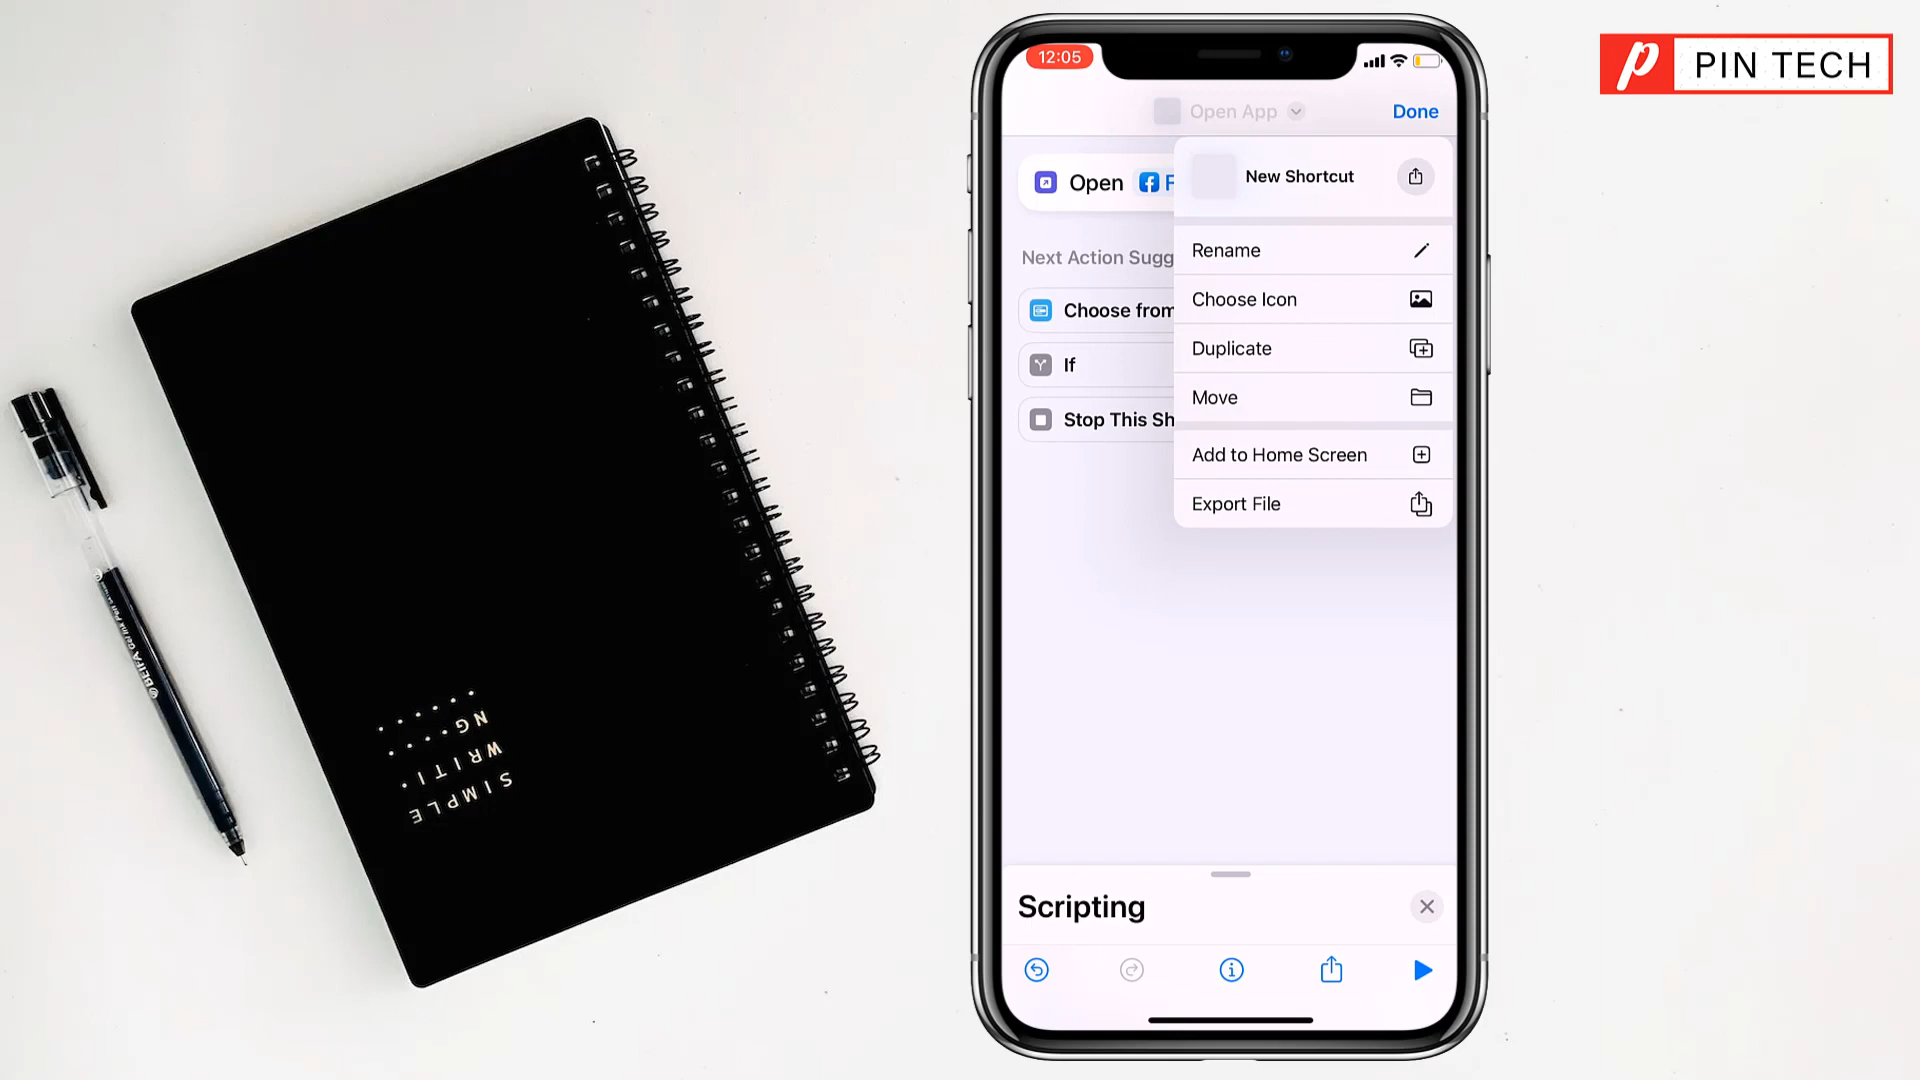 12:05
PIN TECH
Open App
Done
New Shortcut
Open
Rename
Next Action Sugg
Choose Icon
Choose from
Duplicate
If
Move
Stop This Sh
Add to Home Screen
Export File
Scripting
SIMPLE
WRITI
NG